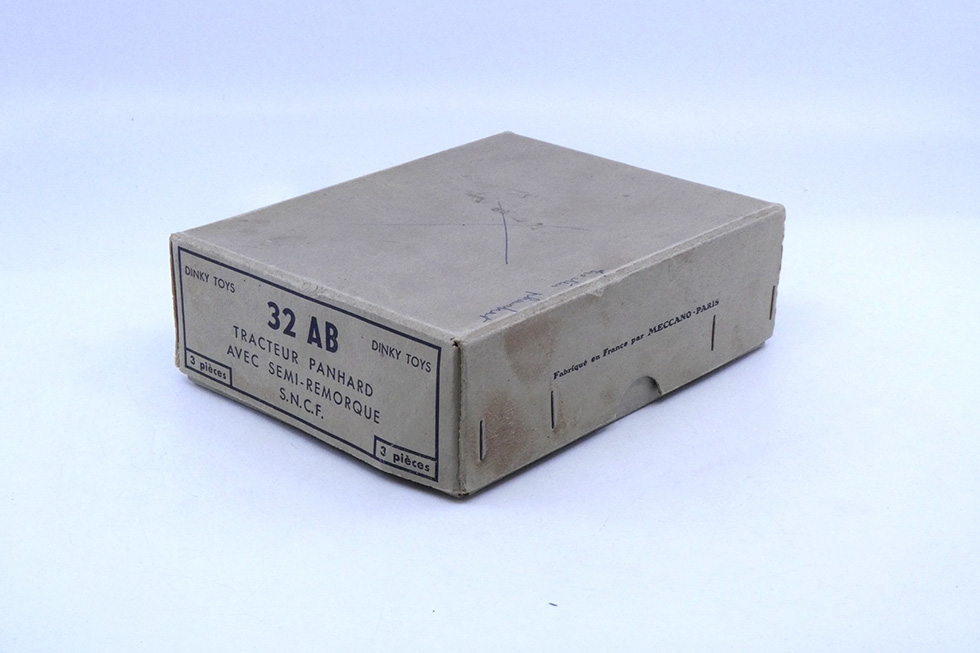 DINKY TOYS
32 AB
DINKY TOYS
TRACTEUR PANHARD
AVEC SEMI-REMORQUE
S.N.C.F.
3 pièces
3 pièces
Fabriqué en France par MECCANO-PARIS